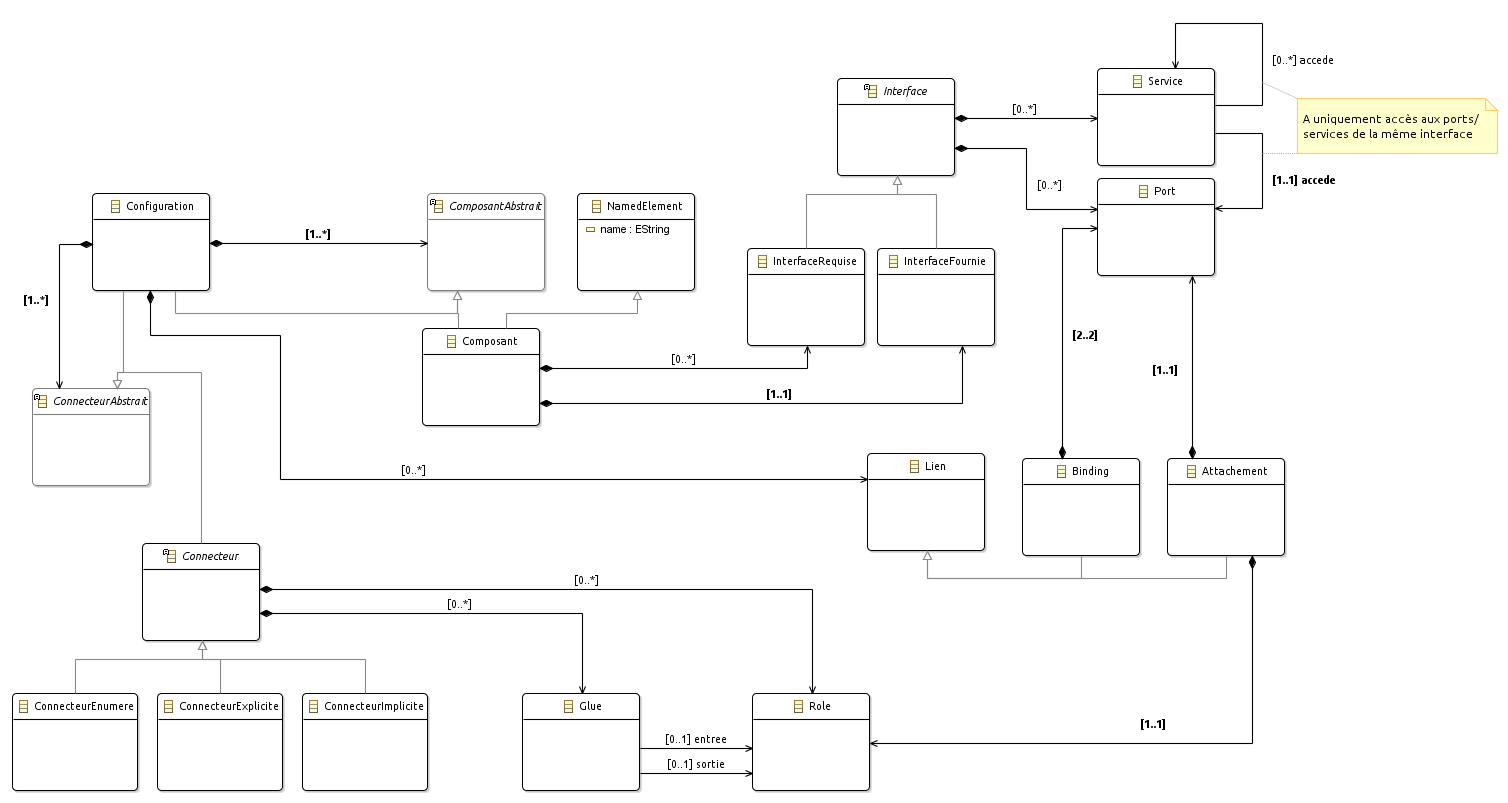 [0..*] accede
Service
Interface
[0..*]
A uniquement accès aux ports/
services de la même interface
[0..*]
[1..1] accede
Port
Configuration
ComposantAbstrait
NamedElement
name : EString
[1..*]
InterfaceRequise
InterfaceFournie
[1..*]
[2..2]
Composant
[0..*]
[1..1]
[1..1]
ConnecteurAbstrait
[0..*]
Lien
Binding
Attachement
Connecteur
[0..*]
[0..*]
ConnecteurEnumere
ConnecteurExplicite
ConnecteurImplicite
Glue
Role
[1..1]
[0..1] entree
[0..1] sortie